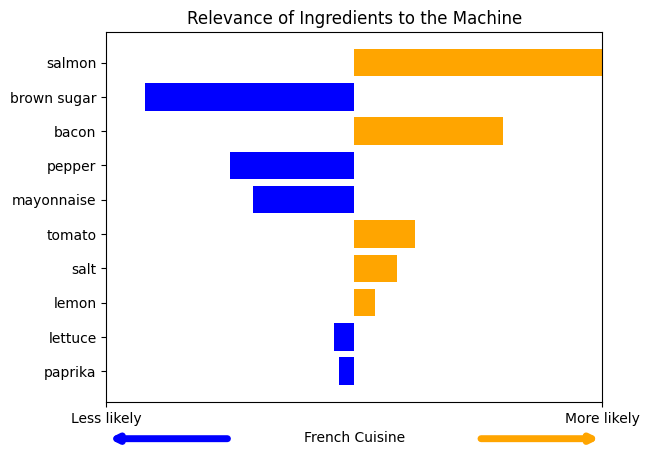 Relevance of Ingredients to the Machine
salmon
brown sugar
bacon
pepper
mayonnaise
tomato
salt
lemon
lettuce
paprika
Less likely
More likely
French Cuisine